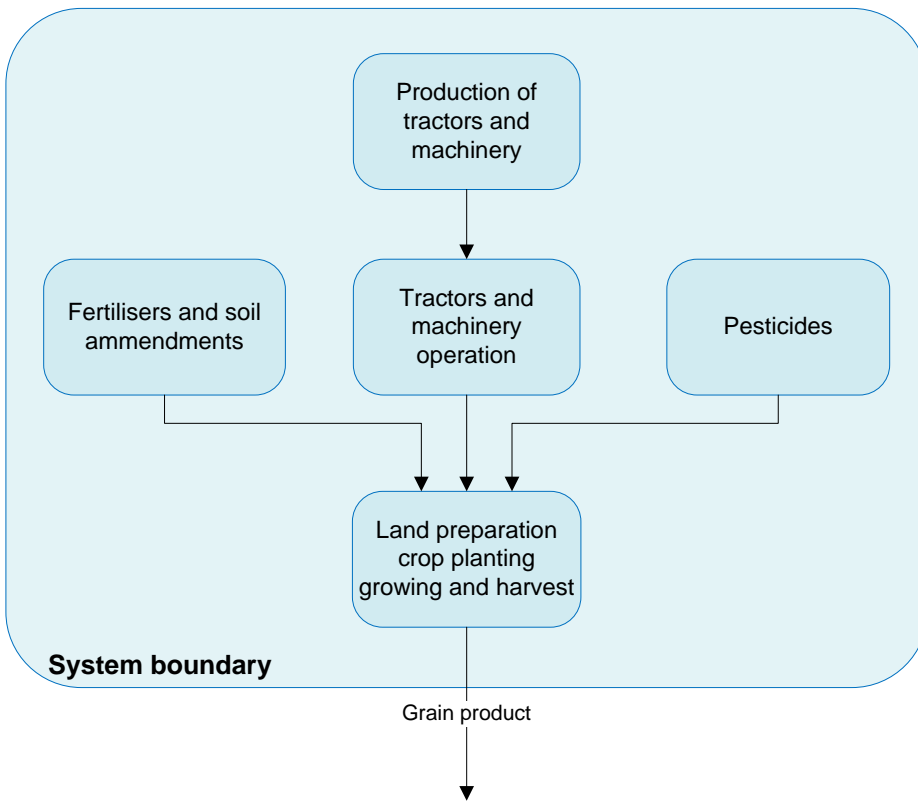 Production of
tractors and
machinery
Fertilisers and soil
ammendments
Tractors and
machinery
operation
Pesticides
Land preparation
crop planting
growing and harvest
System boundary
Grain product